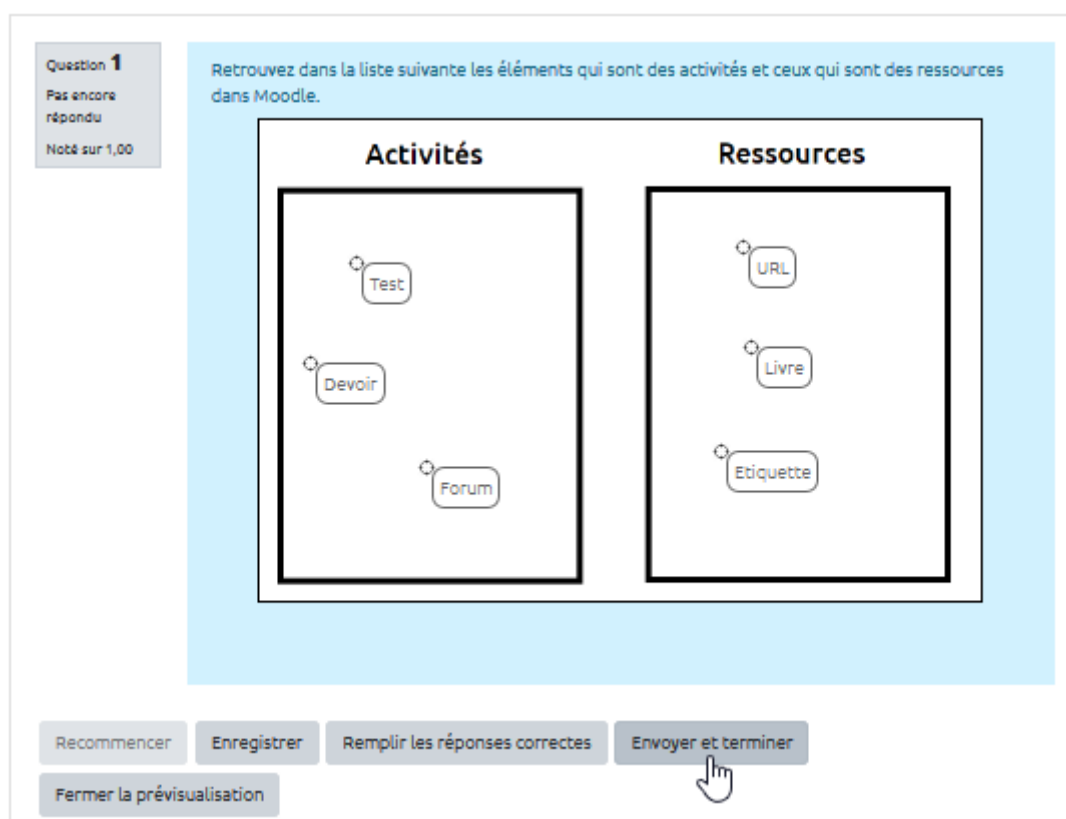 Question 1
Pas encore
répondu
Noté sur 1,00
Retrouvez dans la liste suivante les éléments qui sont des activités et ceux qui sont des ressources
dans Moodle.
Activités
Ressources
Test
URL
Devoir
Livre
Forum
Etiquette
Recommencer
Enregistrer
Remplir les réponses correctes
Envoyer et terminer
Fermer la prévisualisation